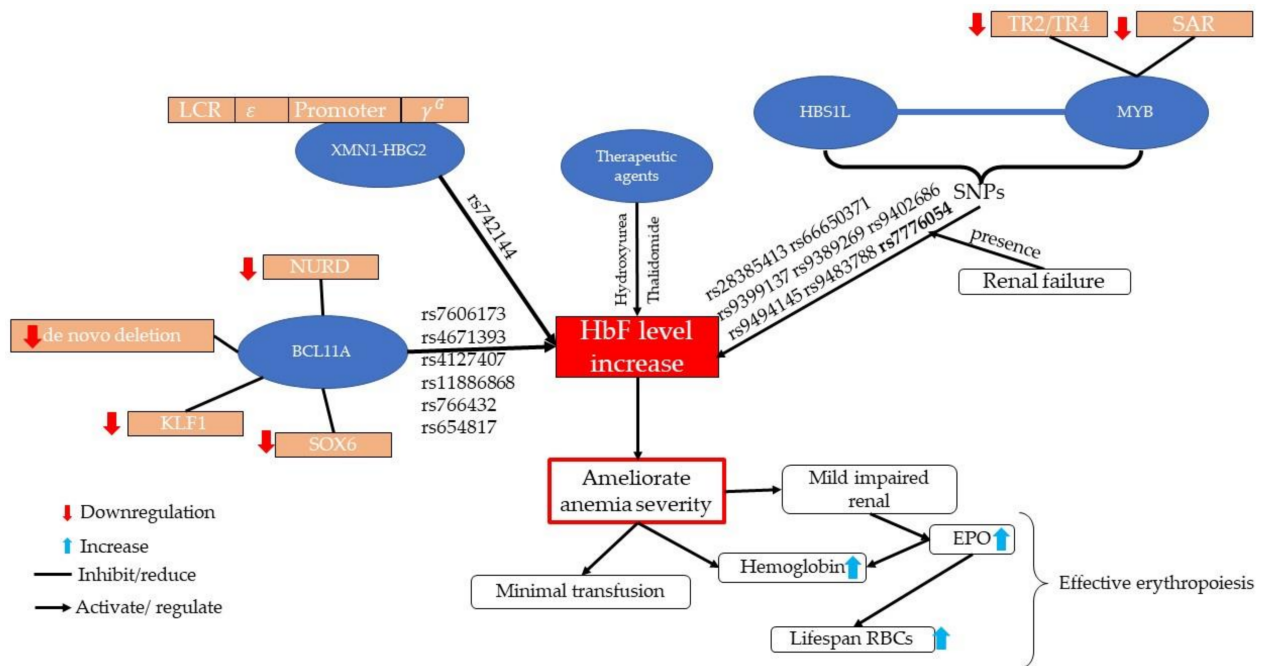 TR2/TR4
SAR
LCR ε Promoter γ^G
XMN1-HBG2
HBS1L
MYB
Therapeutic
agents
SNPs
rs742144
Hydroxyurea
Thalidomide
rs28385413 rs66650371
rs9399137 rs9389269 rs9402686
rs9494145 rs9483788 rs7776054
presence
Renal failure
NURD
de novo deletion
BCL11A
KLF1
SOX6
rs7606173
rs4671393
rs4127407
rs11886868
rs766432
rs654817
HbF level
increase
Ameliorate
anemia severity
Mild impaired
renal
EPO
Hemoglobin
Minimal transfusion
Lifespan RBCs
Effective erythropoiesis
Downregulation
Increase
Inhibit/reduce
Activate/ regulate